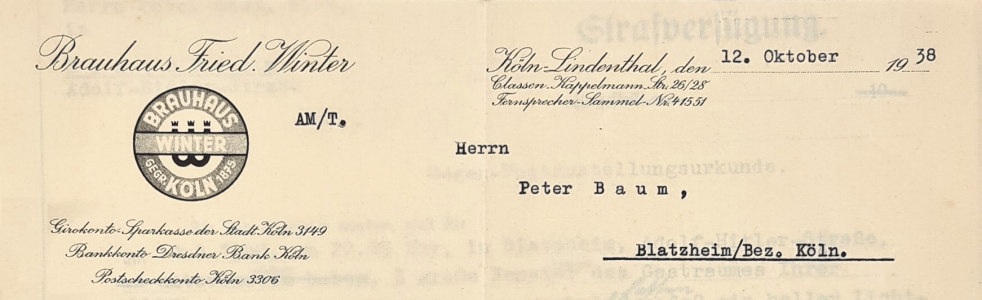 Brauhaus Fried. Winter
BRAUHAUS
WINTER
GEGR. 1875
KÖLN
AM/T.
Girokonto-Sparkasse der Stadt Köln 3149
Bankkonto Dresdner Bank Köln
Postscheckkonto Köln 3306
Strafverfügung.
Köln-Lindenthal, den 12. Oktober 1938
Classen-Kappelmann-Str. 26/28
Fernsprecher-Sammel-Nr. 41551
Herrn
Peter Baum,
Blatzheim/Bez. Köln.